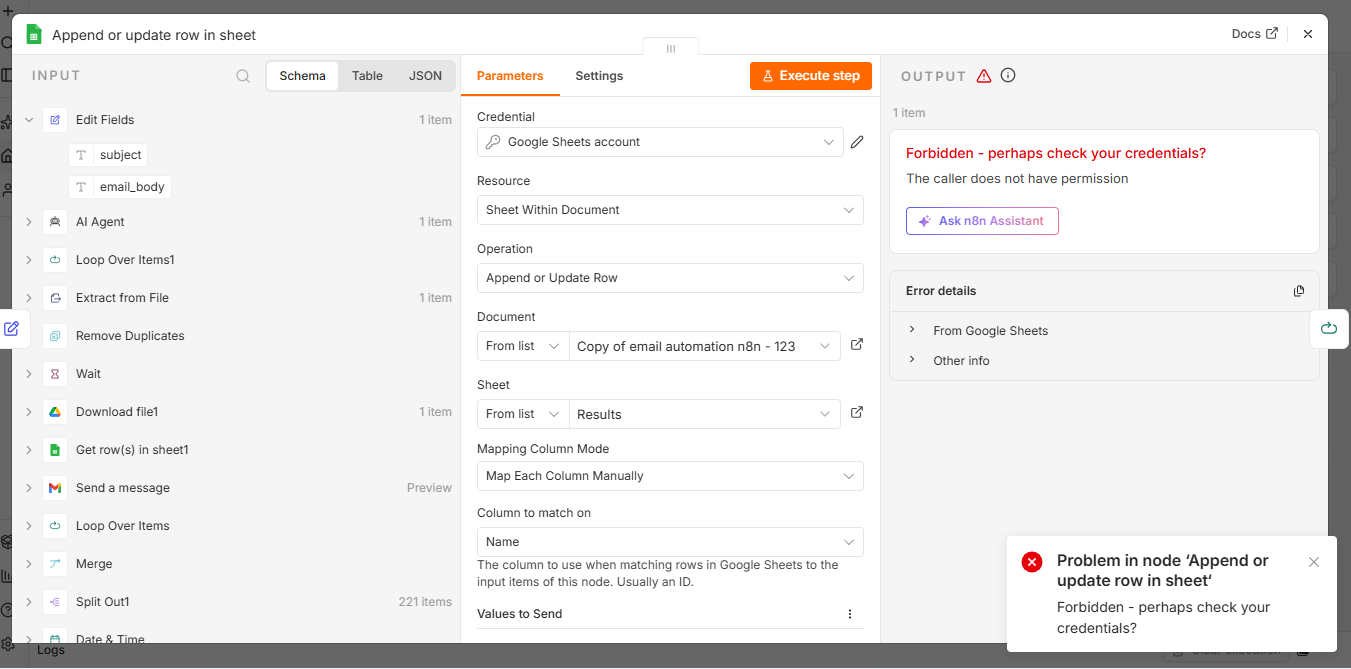 Append or update row in sheet
Docs
INPUT
Schema
Table
JSON
Edit Fields
1 item
T subject
T email_body
AI Agent
1 item
Loop Over Items1
Extract from File
1 item
Remove Duplicates
Wait
Download file1
1 item
Get row(s) in sheet1
Send a message
Preview
Loop Over Items
Merge
Split Out1
221 items
Date & Time
Logs
Parameters
Settings
Execute step
Credential
Google Sheets account
Resource
Sheet Within Document
Operation
Append or Update Row
Document
From list
Copy of email automation n8n - 123
Sheet
From list
Results
Mapping Column Mode
Map Each Column Manually
Column to match on
Name
The column to use when matching rows in Google Sheets to the
input items of this node. Usually an ID.
Values to Send
OUTPUT
1 item
Forbidden - perhaps check your credentials?
The caller does not have permission
Ask n8n Assistant
Error details
From Google Sheets
Other info
Problem in node ‘Append or
update row in sheet‘
Forbidden - perhaps check your
credentials?
Clear execution